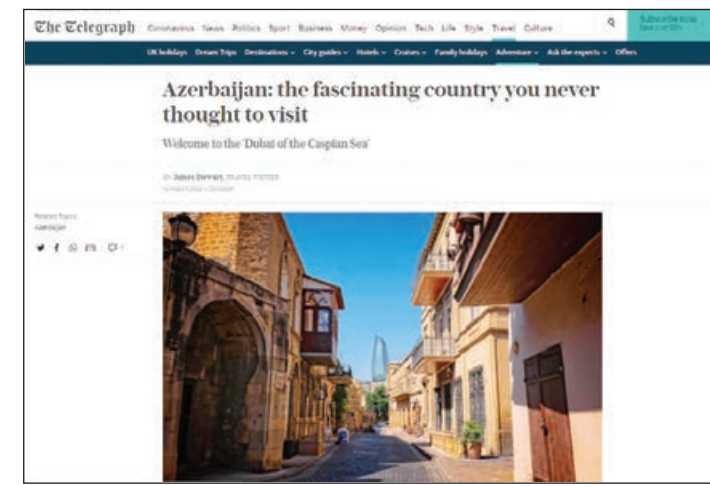 The Telegraph
Coronavirus News Politics Sport Business Money Opinion Tech Life Style Travel Culture
Subscribe now
UK holidays Dream Trips Destinations City guides Hotels Cruises Family holidays Adventure Ask the experts Offers
Azerbaijan: the fascinating country you never
thought to visit
Welcome to the 'Dubai of the Caspian Sea'
By James Stewart, TRAVEL WRITER
Related Topics
Azerbaijan